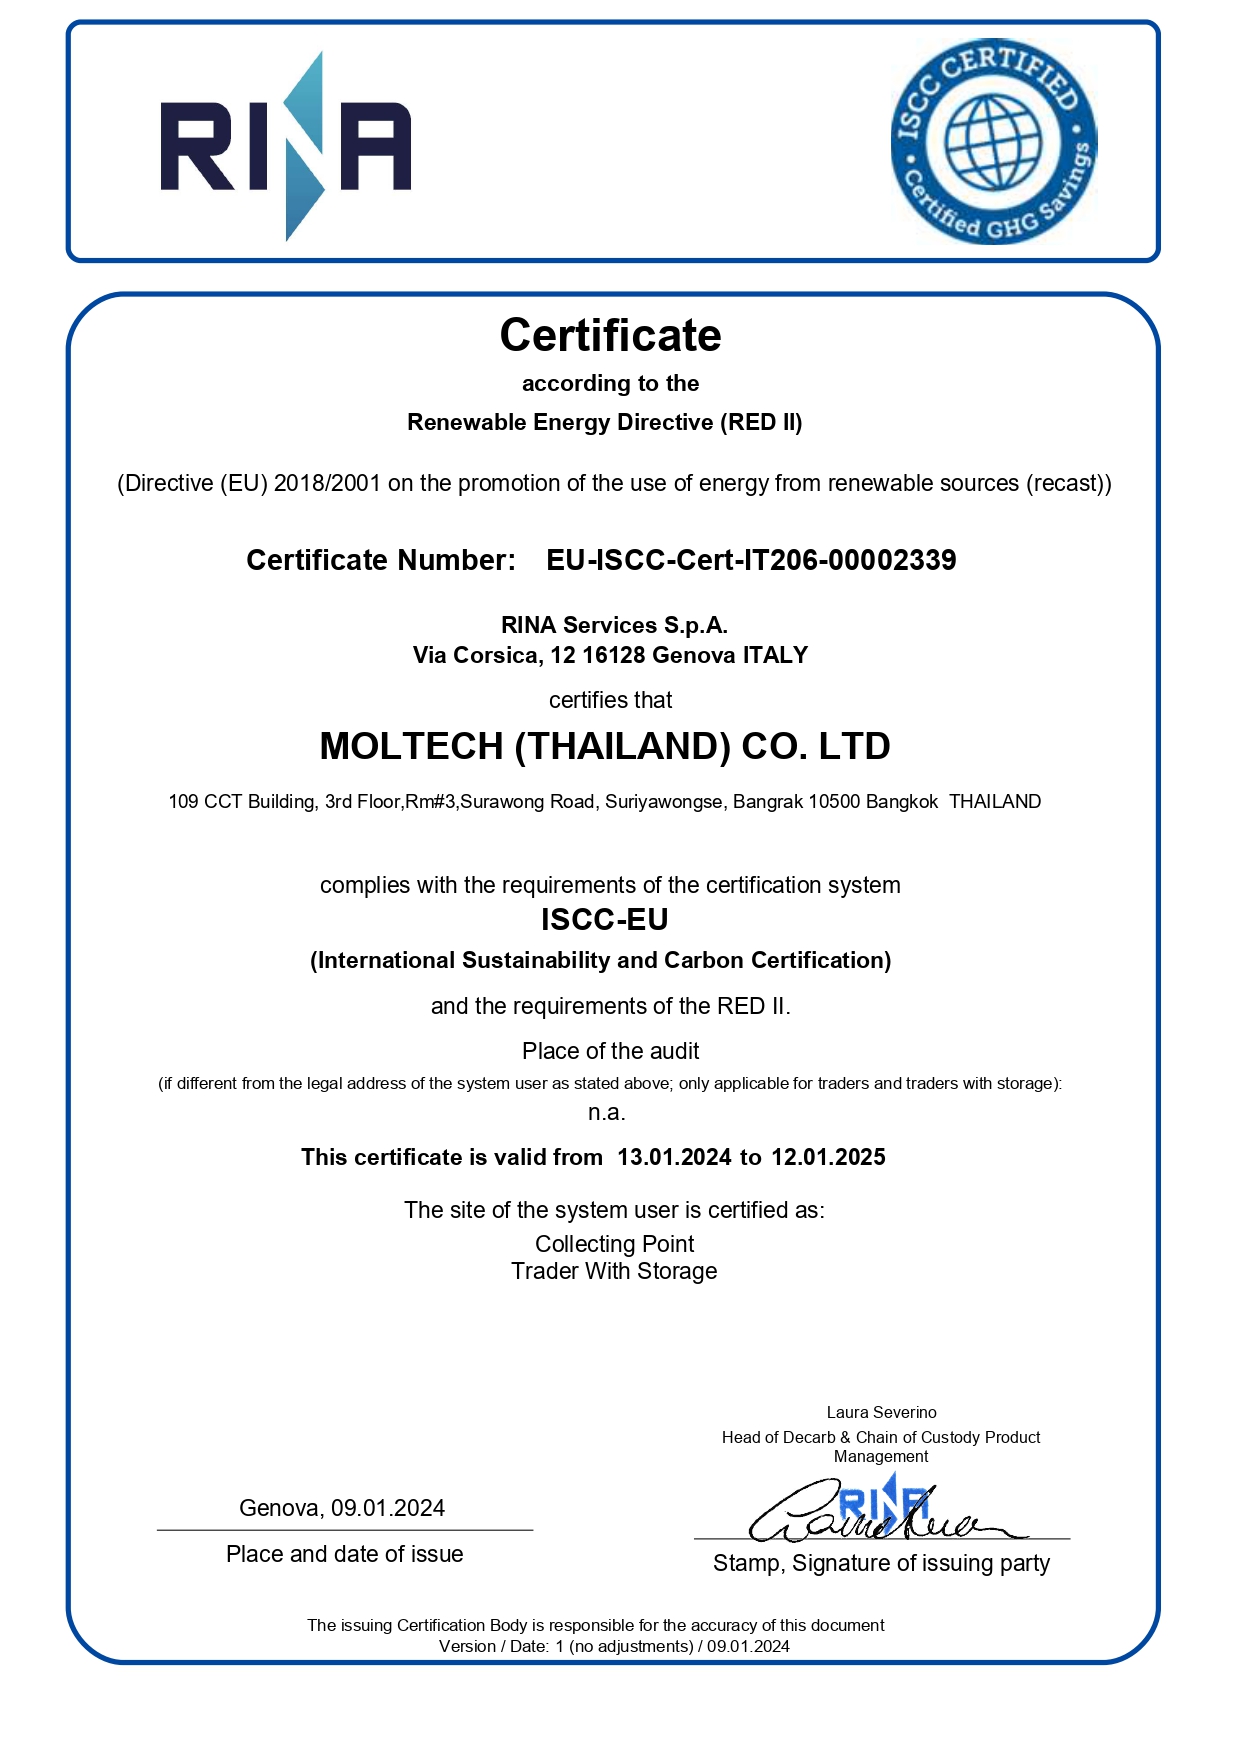 RINA
ISCC CERTIFIED
Certified GHG Savings
Certificate
according to the
Renewable Energy Directive (RED II)
(Directive (EU) 2018/2001 on the promotion of the use of energy from renewable sources (recast))
Certificate Number: EU-ISCC-Cert-IT206-00002339
RINA Services S.p.A.
Via Corsica, 12 16128 Genova ITALY
certifies that
MOLTECH (THAILAND) CO. LTD
109 CCT Building, 3rd Floor,Rm#3,Surawong Road, Suriyawongse, Bangrak 10500 Bangkok THAILAND
complies with the requirements of the certification system
ISCC-EU
(International Sustainability and Carbon Certification)
and the requirements of the RED II.
Place of the audit
(if different from the legal address of the system user as stated above; only applicable for traders and traders with storage):
n.a.
This certificate is valid from 13.01.2024 to 12.01.2025
The site of the system user is certified as:
Collecting Point
Trader With Storage
Laura Severino
Head of Decarb & Chain of Custody Product
Management
RINA
Genova, 09.01.2024
Place and date of issue
Stamp, Signature of issuing party
The issuing Certification Body is responsible for the accuracy of this document
Version / Date: 1 (no adjustments) / 09.01.2024